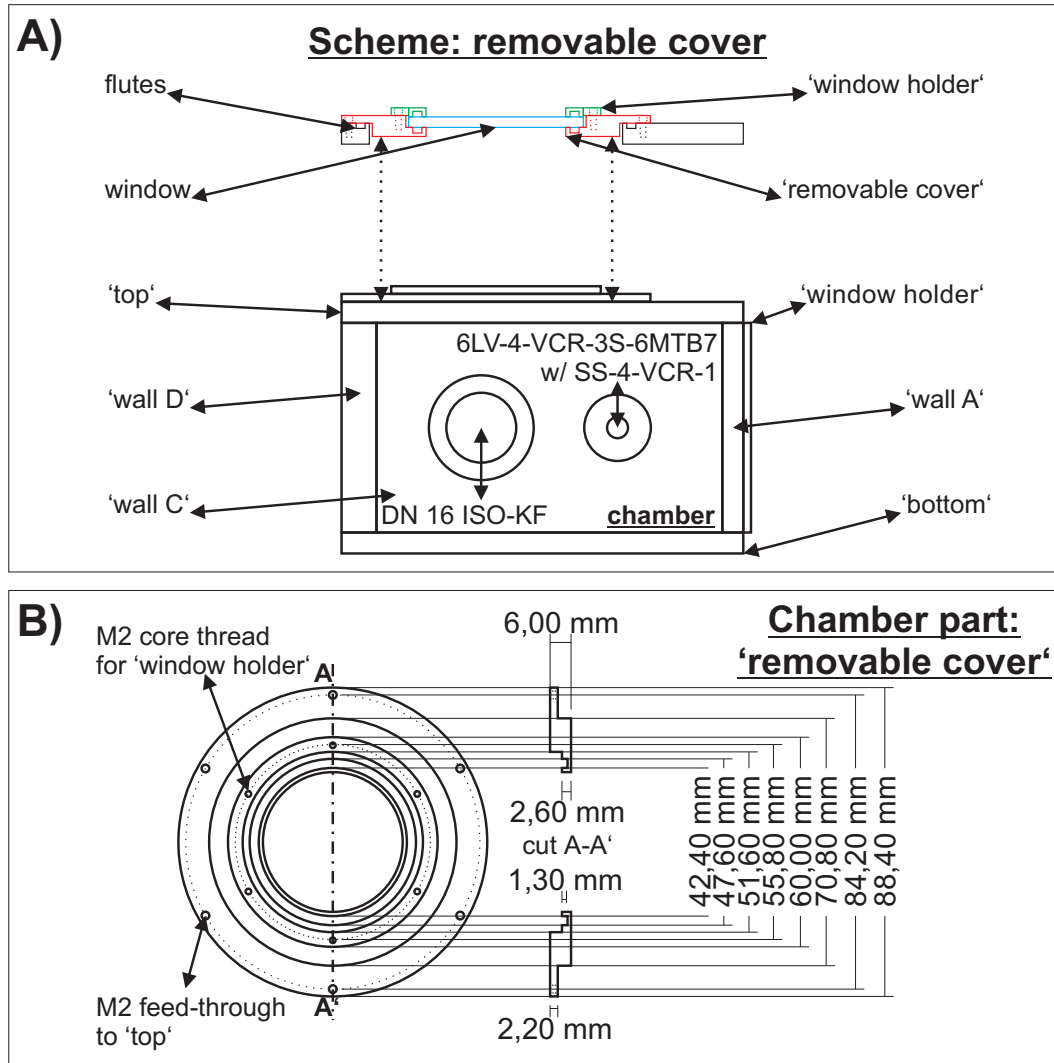 A)
Scheme: removable cover
flutes
‘window holder‘
window
‘removable cover‘
‘top‘
‘window holder‘
6LV-4-VCR-3S-6MTB7
w/ SS-4-VCR-1
‘wall D‘
‘wall A‘
‘wall C‘
DN 16 ISO-KF
chamber
‘bottom‘
B)
Chamber part:
‘removable cover‘
M2 core thread
for ‘window holder‘
A
6,00 mm
2,60 mm
cut A-A‘
1,30 mm
42,40 mm
47,60 mm
51,60 mm
55,80 mm
60,00 mm
70,80 mm
84,20 mm
88,40 mm
A‘
M2 feed-through
to ‘top‘
2,20 mm